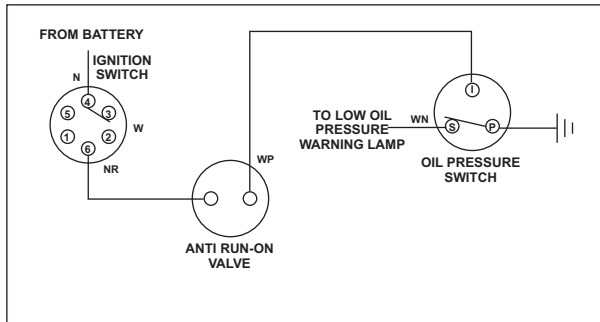 FROM BATTERY
IGNITION
SWITCH
N
4
5
3
W
1
2
6
NR
WP
ANTI RUN-ON
VALVE
I
TO LOW OIL
PRESSURE
WARNING LAMP
WN
S
P
OIL PRESSURE
SWITCH